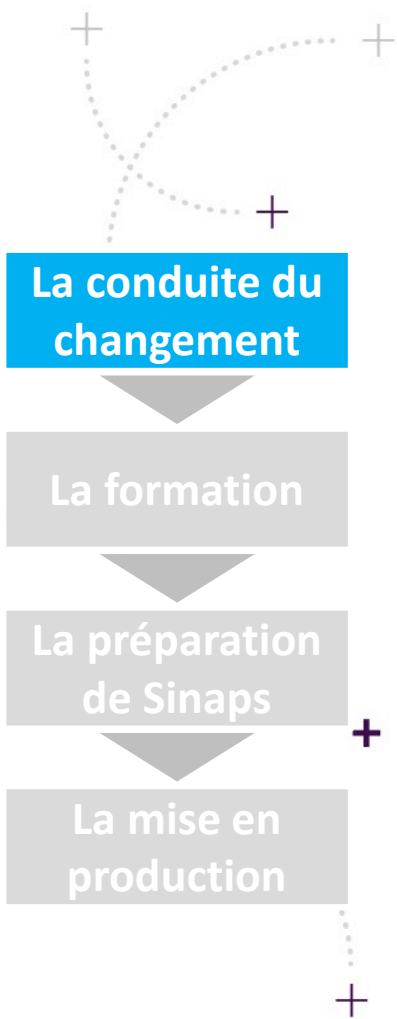 La conduite du
changement
La formation
La préparation
de Sinaps
La mise en
production